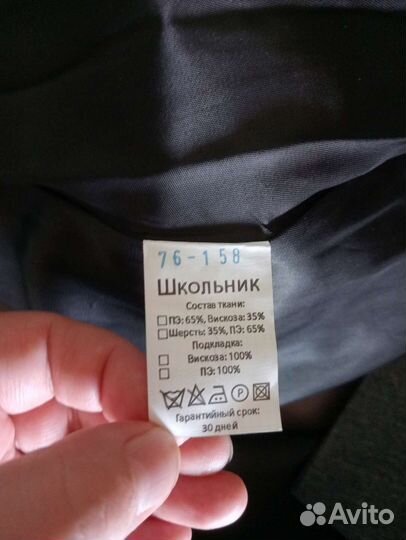 76-158
Школьник
Состав ткани:
ПЭ: 65%, Вискоза: 35%
Шерсть: 35%, ПЭ: 65%
Подкладка:
Вискоза: 100%
ПЭ: 100%
P
Гарантийный срок:
30 дней
Avito